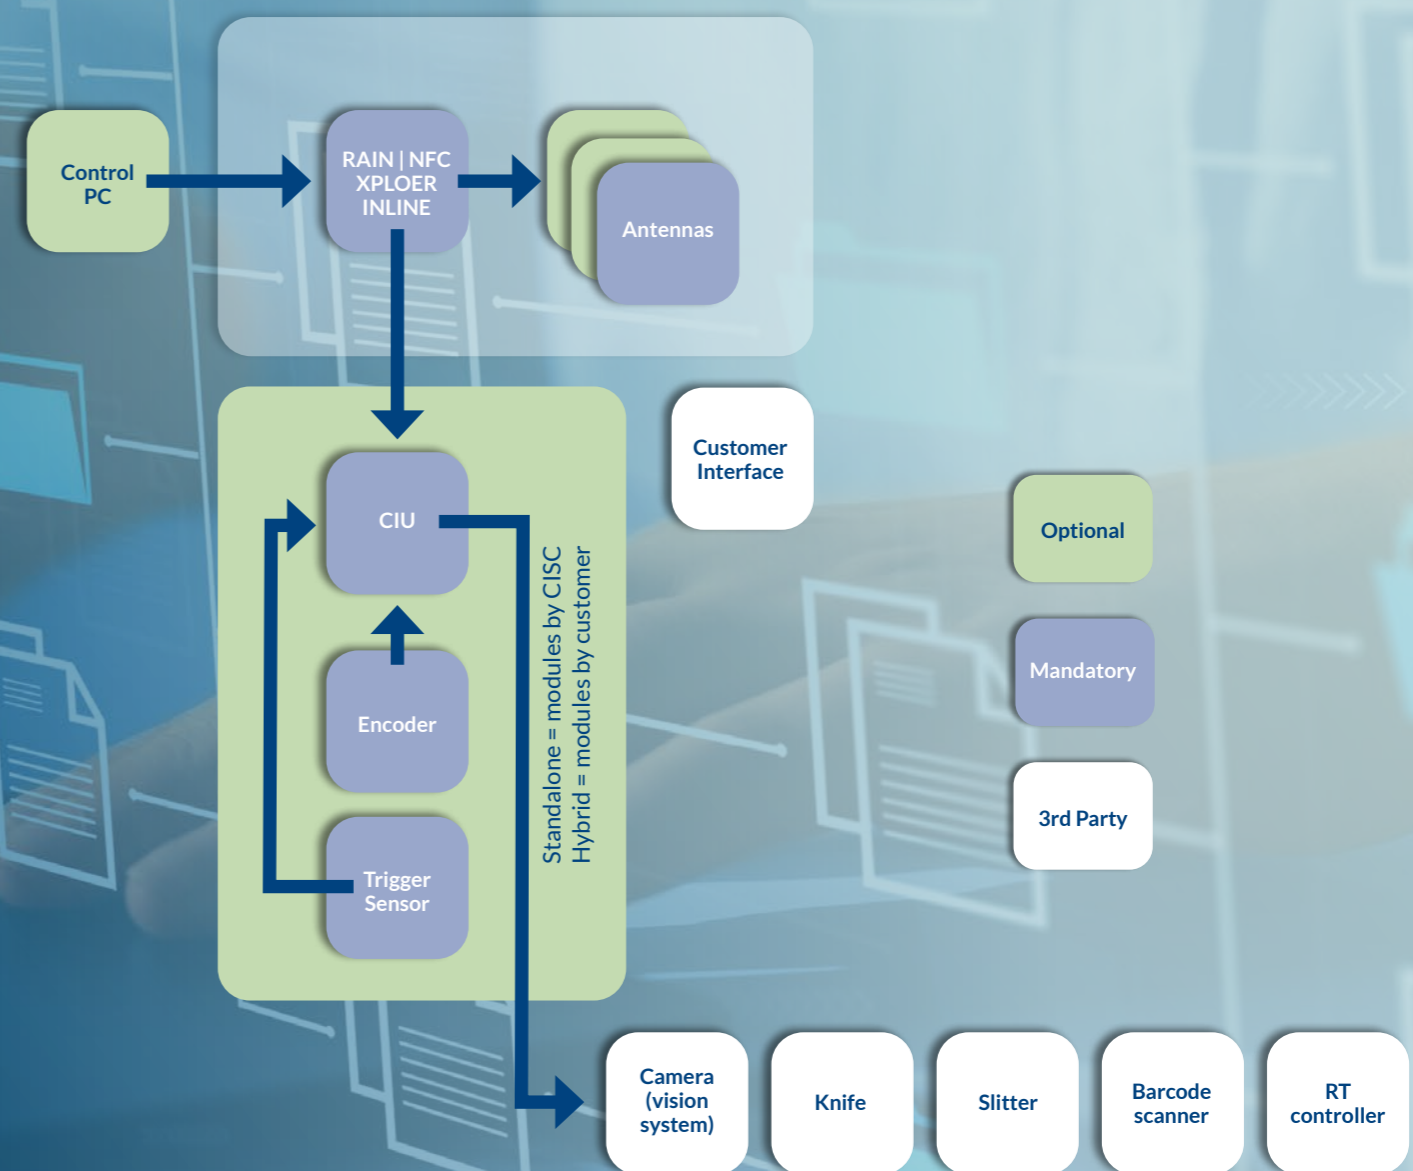 Control
PC
RAIN | NFC
XPLOER
INLINE
Antennas
Customer
Interface
CIU
Encoder
Trigger
Sensor
Standalone = modules by CISC
Hybrid = modules by customer
Optional
Mandatory
3rd Party
Camera
(vision
system)
Knife
Slitter
Barcode
scanner
RT
controller